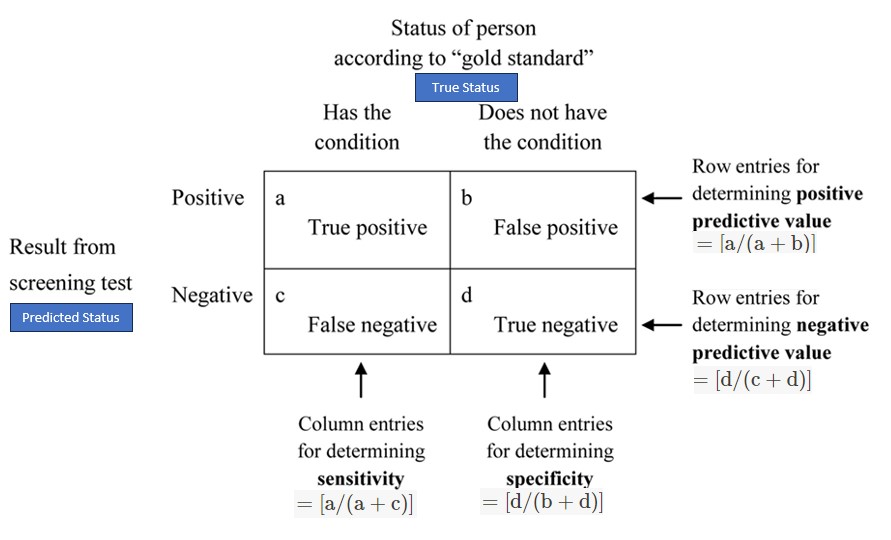 Status of person
according to “gold standard”
True Status
Has the
condition
Does not have
the condition
Positive
a
True positive
b
False positive
Row entries for
determining positive
predictive value
= [a/(a + b)]
Result from
screening test
Predicted Status
Negative
c
False negative
d
True negative
Row entries for
determining negative
predictive value
= [d/(c + d)]
Column entries
for determining
sensitivity
= [a/(a + c)]
Column entries
for determining
specificity
= [d/(b + d)]